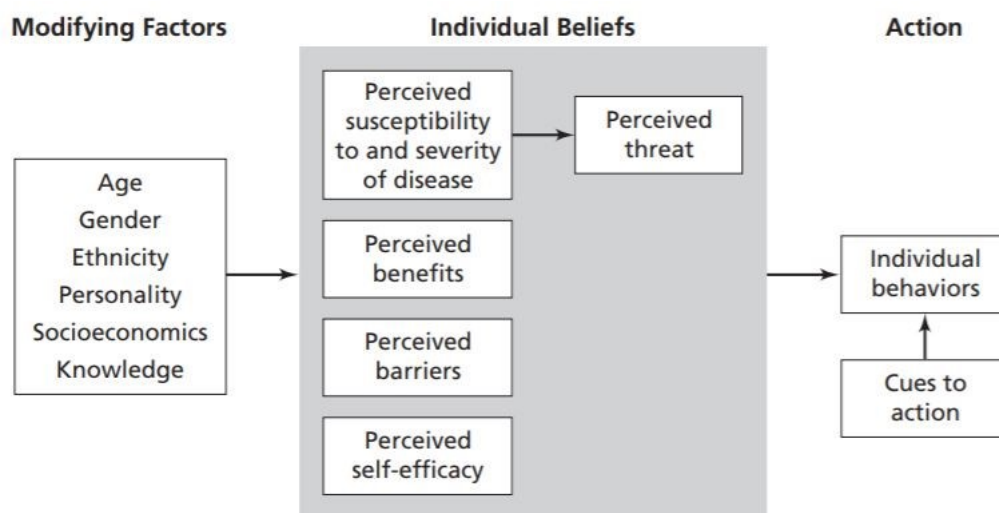 Modifying Factors
Individual Beliefs
Action
Age
Gender
Ethnicity
Personality
Socioeconomics
Knowledge
Perceived
susceptibility
to and severity
of disease
Perceived
threat
Perceived
benefits
Perceived
barriers
Perceived
self-efficacy
Individual
behaviors
Cues to
action